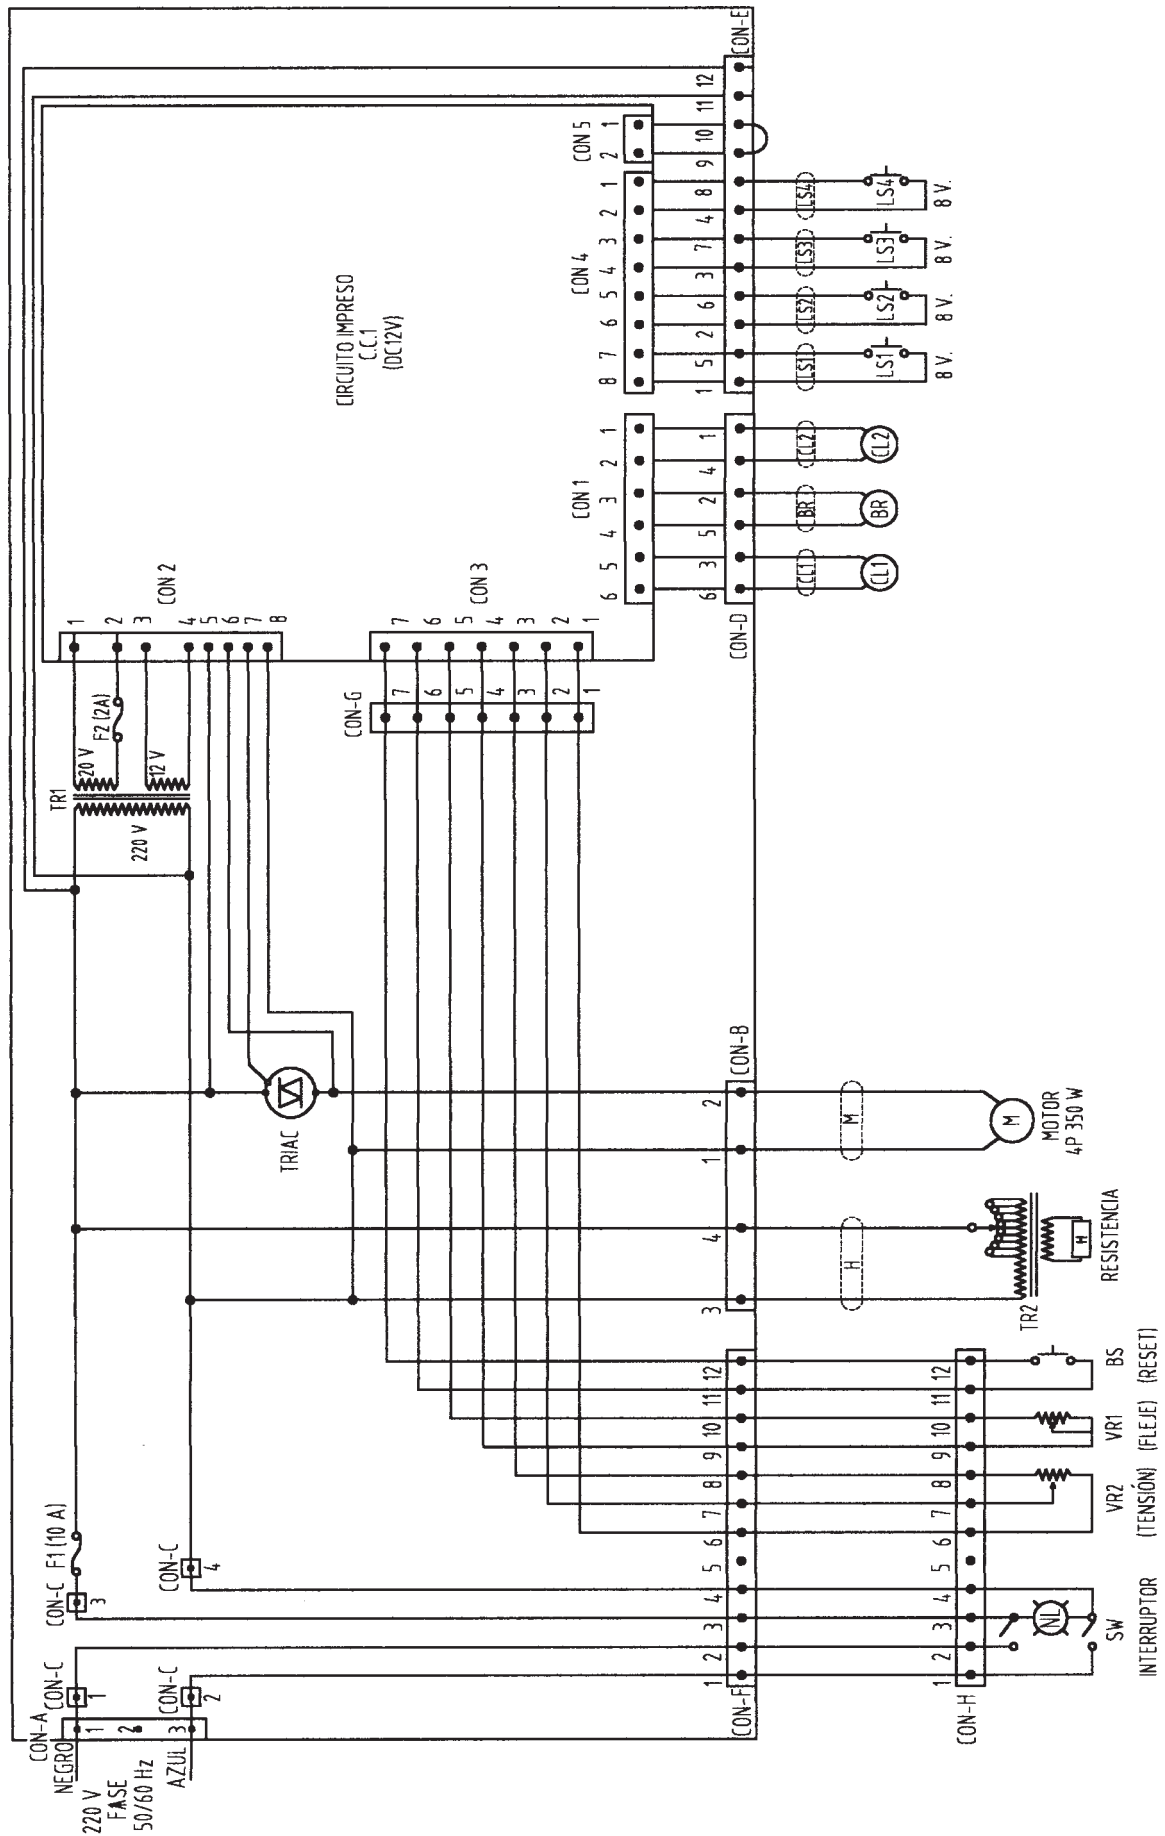 CON-A
NEGRO
220 V
FASE
50/60 Hz
AZUL
1
2
3
CON-C
1
CON-C
2
CON-C
3
F1 (10 A)
CON-C
4
TRIAC
TR1
220 V
20 V
12 V
F2 (2A)
CON 2
1
2
3
4
5
6
7
8
CON-G
7
6
5
4
3
2
1
CON 3
7
6
5
4
3
2
1
CIRCUITO IMPRESO
C.C.1
(DC12V)
CON 1
6
5
4
3
2
1
CON 4
8
7
6
5
4
3
2
1
CON 5
2
1
CON-F
1
2
3
4
5
6
7
8
9
10
11
12
CON-B
3
4
1
2
CON-D
6
3
5
2
4
1
CON-E
1
5
2
6
3
7
4
8
9
10
11
12
H
M
CL1
BR
CL2
LS1
LS2
LS3
LS4
CL1
BR
CL2
LS1
LS2
LS3
LS4
8 V.
8 V.
8 V.
8 V.
CON-H
1
2
3
4
5
6
7
8
9
10
11
12
NL
SW
INTERRUPTOR
VR2
(TENSIÓN)
VR1
(FLEJE)
BS
(RESET)
TR2
H
RESISTENCIA
M
MOTOR
4P 350 W